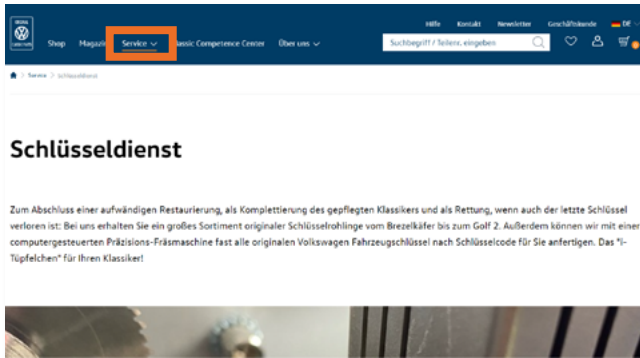 Hilfe Kontakt Newsletter Geschäftskunde DE
Shop Magazin Service Classic Competence Center Über uns Suchbegriff / Teilenr. eingeben
Service > Schlüsseldienst
Schlüsseldienst
Zum Abschluss einer aufwändigen Restaurierung, als Komplettierung des gepflegten Klassikers und als Rettung, wenn auch der letzte Schlüssel
verloren ist: Bei uns erhalten Sie ein großes Sortiment originaler Schlüsselrohlinge vom Brezelkäfer bis zum Golf 2. Außerdem können wir mit einer
computergesteuerten Präzisions-Fräsmaschine fast alle originalen Volkswagen Fahrzeugschlüssel nach Schlüsselcode für Sie anfertigen. Das "i-
Tüpfelchen" für Ihren Klassiker!